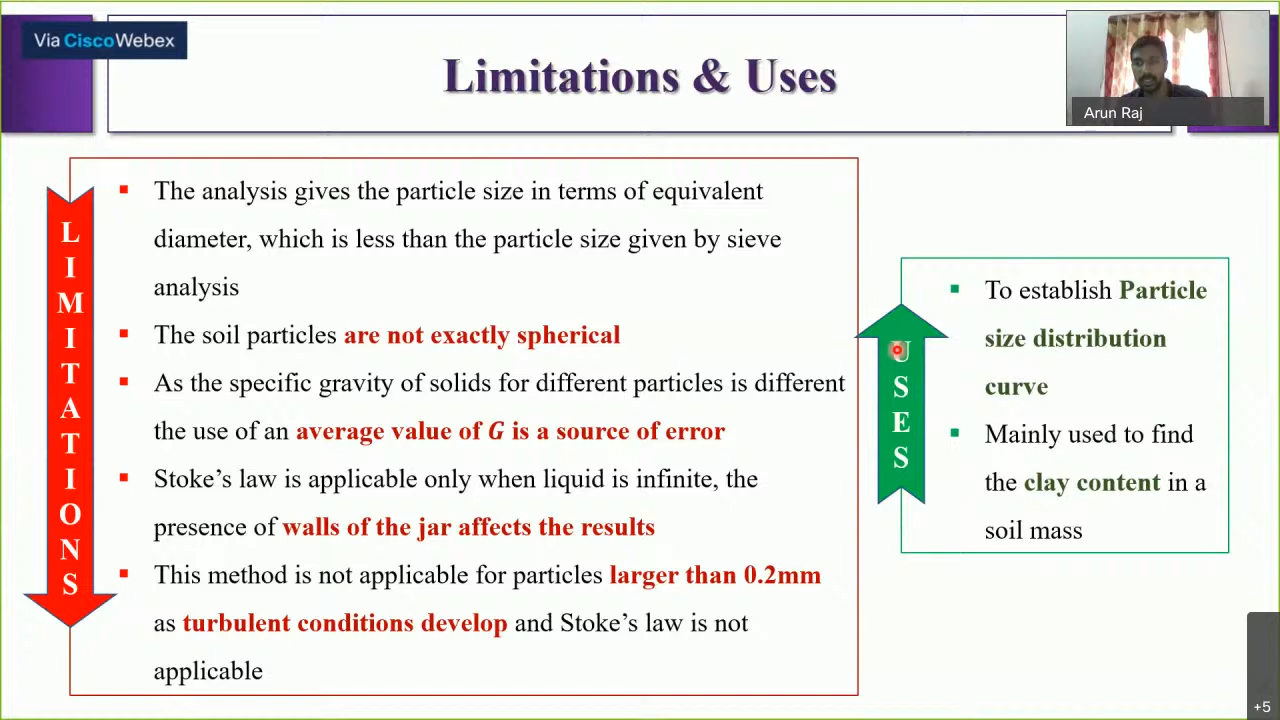 Via CiscoWebex
Limitations & Uses
Arun Raj
LIMITATIONS
▪ The analysis gives the particle size in terms of equivalent
diameter, which is less than the particle size given by sieve
analysis
▪ The soil particles are not exactly spherical
▪ As the specific gravity of solids for different particles is different
the use of an average value of G is a source of error
▪ Stoke’s law is applicable only when liquid is infinite, the
presence of walls of the jar affects the results
▪ This method is not applicable for particles larger than 0.2mm
as turbulent conditions develop and Stoke’s law is not
applicable
USES
▪ To establish Particle
size distribution
curve
▪ Mainly used to find
the clay content in a
soil mass
+5